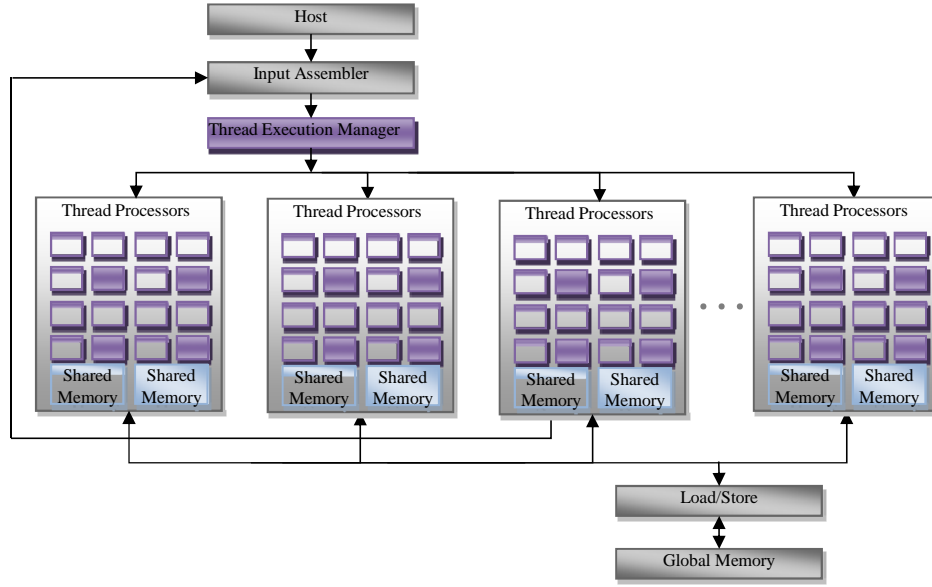 Host
Input Assembler
Thread Execution Manager
Thread Processors
Thread Processors
Thread Processors
Thread Processors
Shared
Memory
Shared
Memory
Shared
Memory
Shared
Memory
Shared
Memory
Shared
Memory
Shared
Memory
Shared
Memory
Load/Store
Global Memory